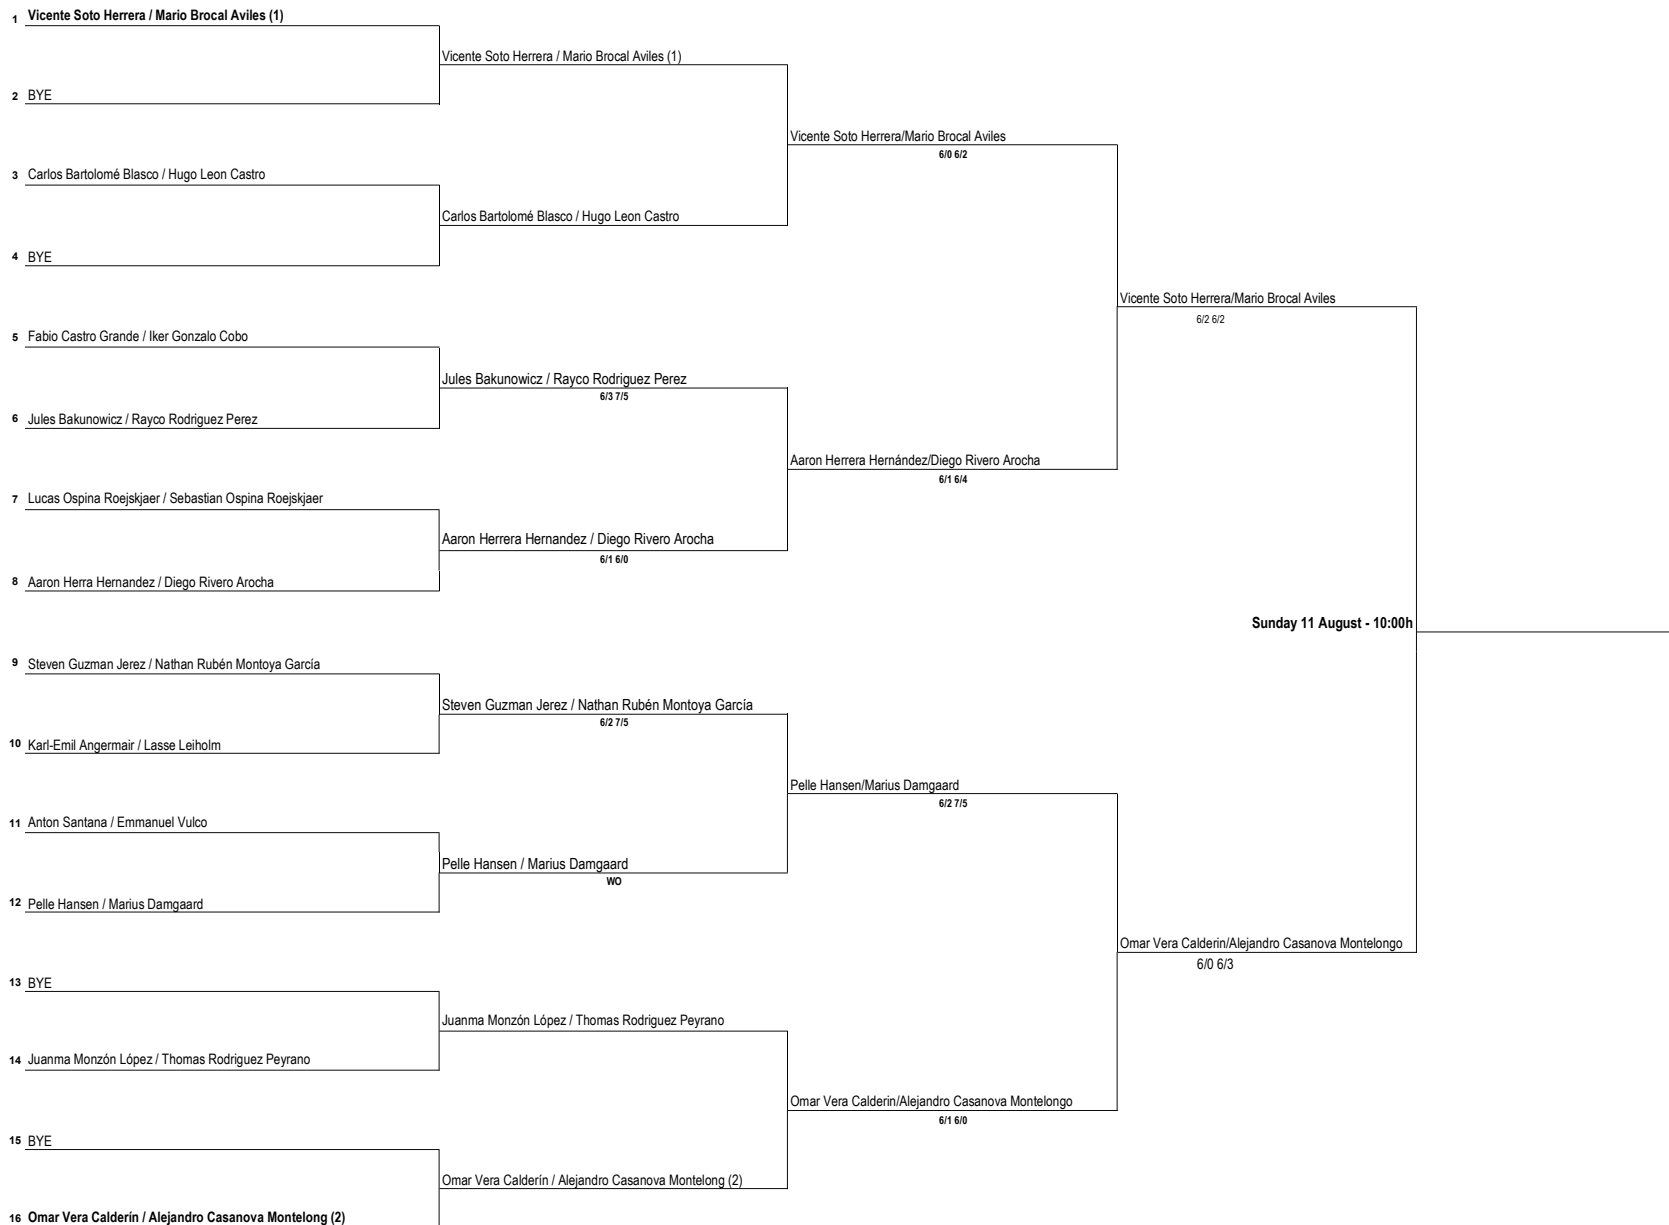 1 Vicente Soto Herrera / Mario Brocal Aviles (1)
Vicente Soto Herrera / Mario Brocal Aviles (1)
2 BYE
Vicente Soto Herrera/Mario Brocal Aviles
6/0 6/2
3 Carlos Bartolomé Blasco / Hugo Leon Castro
Carlos Bartolomé Blasco / Hugo Leon Castro
4 BYE
Vicente Soto Herrera/Mario Brocal Aviles
6/2 6/2
5 Fabio Castro Grande / Iker Gonzalo Cobo
Jules Bakunowicz / Rayco Rodriguez Perez
6/3 7/5
6 Jules Bakunowicz / Rayco Rodriguez Perez
Aaron Herrera Hernández/Diego Rivero Arocha
6/1 6/4
7 Lucas Ospina Roejskjaer / Sebastian Ospina Roejskjaer
Aaron Herrera Hernandez / Diego Rivero Arocha
6/1 6/0
8 Aaron Herra Hernandez / Diego Rivero Arocha
Sunday 11 August - 10:00h
9 Steven Guzman Jerez / Nathan Rubén Montoya García
Steven Guzman Jerez / Nathan Rubén Montoya García
6/2 7/5
10 Karl-Emil Angermair / Lasse Leiholm
Pelle Hansen/Marius Damgaard
6/2 7/5
11 Anton Santana / Emmanuel Vulco
Pelle Hansen / Marius Damgaard
WO
12 Pelle Hansen / Marius Damgaard
Omar Vera Calderin/Alejandro Casanova Montelongo
6/0 6/3
13 BYE
Juanma Monzón López / Thomas Rodriguez Peyrano
14 Juanma Monzón López / Thomas Rodriguez Peyrano
Omar Vera Calderin/Alejandro Casanova Montelongo
6/1 6/0
15 BYE
Omar Vera Calderín / Alejandro Casanova Montelong (2)
16 Omar Vera Calderín / Alejandro Casanova Montelong (2)